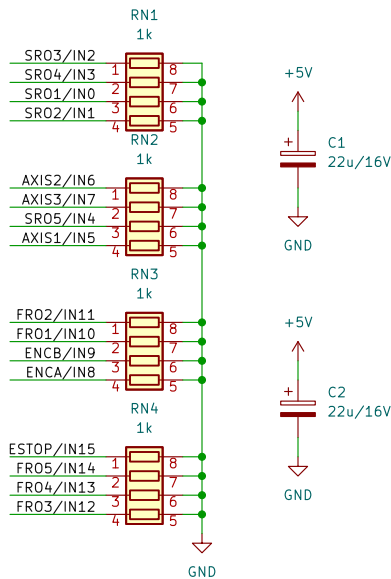 RN1
1k
SRO3/IN2
1 8
SRO4/IN3
2 7
SRO1/IN0
3 6
SRO2/IN1
4 5
RN2
1k
AXIS2/IN6
1 8
AXIS3/IN7
2 7
SRO5/IN4
3 6
AXIS1/IN5
4 5
RN3
1k
FRO2/IN11
1 8
FRO1/IN10
2 7
ENCB/IN9
3 6
ENCA/IN8
4 5
RN4
1k
ESTOP/IN15
1 8
FRO5/IN14
2 7
FRO4/IN13
3 6
FRO3/IN12
4 5
GND
+5V
+
C1
22u/16V
GND
+5V
+
C2
22u/16V
GND